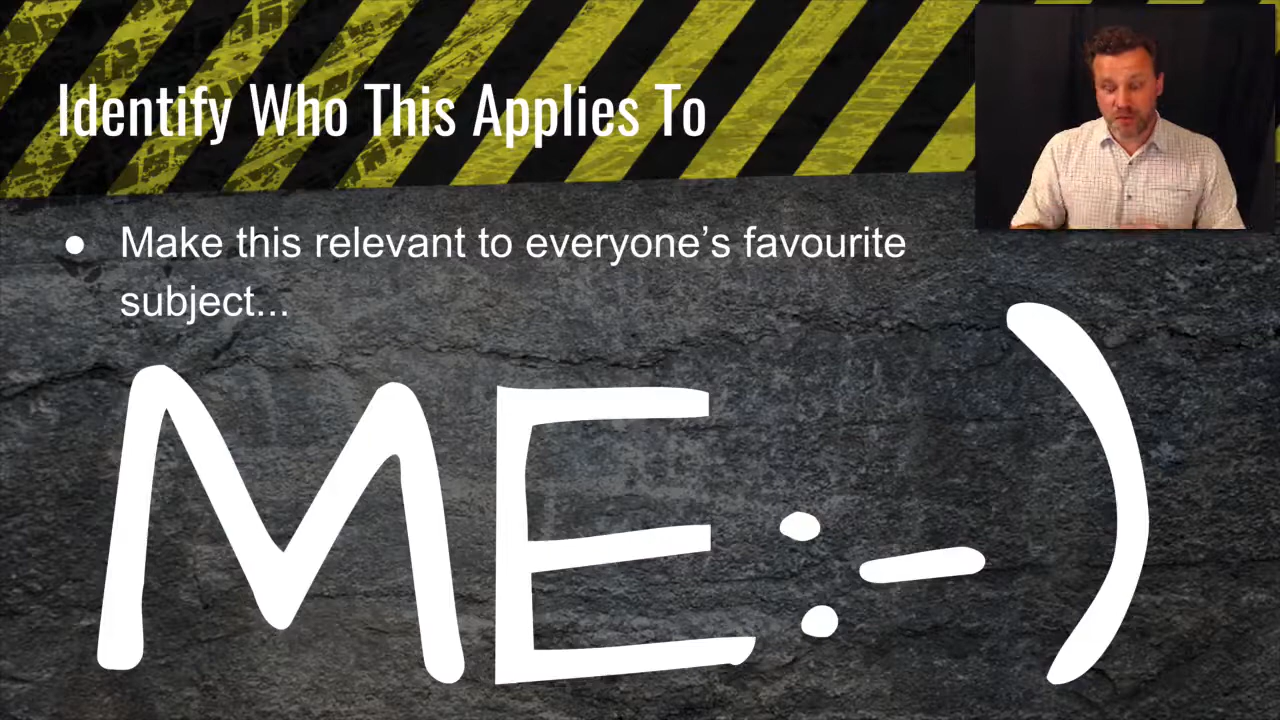 Identify Who This Applies To
● Make this relevant to everyone’s favourite
subject...
ME:-)